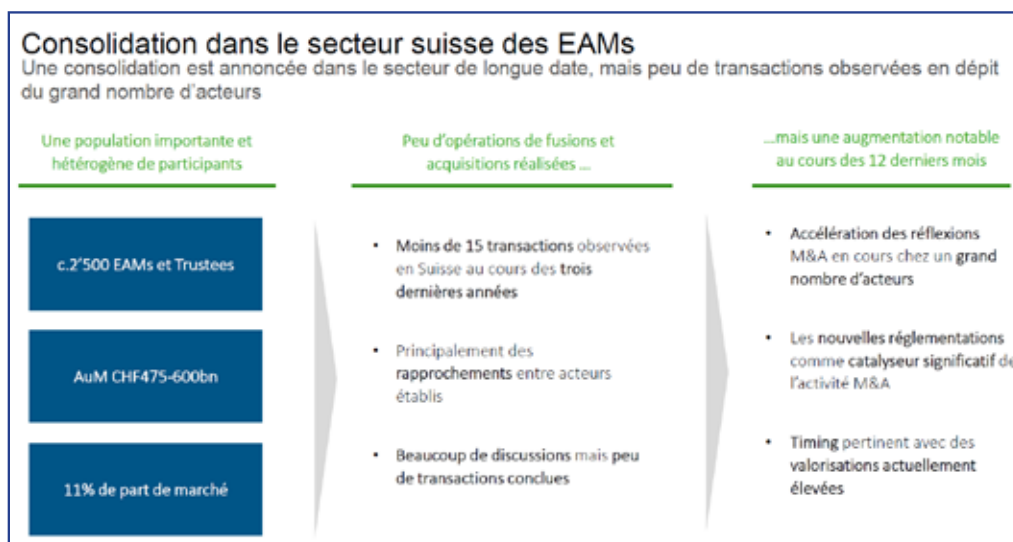 Consolidation dans le secteur suisse des EAMs
Une consolidation est annoncée dans le secteur de longue date, mais peu de transactions observées en dépit
du grand nombre d'acteurs
Une population importante et
hétérogène de participants
c.2'500 EAMs et Trustees
AuM CHF475-600bn
11% de part de marché
Peu d'opérations de fusions et
acquisitions réalisées ...
• Moins de 15 transactions observées
en Suisse au cours des trois
dernières années
• Principalement des
rapprochements entre acteurs
établis
• Beaucoup de discussions mais peu
de transactions conclues
...mais une augmentation notable
au cours des 12 derniers mois
• Accélération des réflexions
M&A en cours chez un grand
nombre d'acteurs
• Les nouvelles réglementations
comme catalyseur significatif de
l'activité M&A
• Timing pertinent avec des
valorisations actuellement
élevées